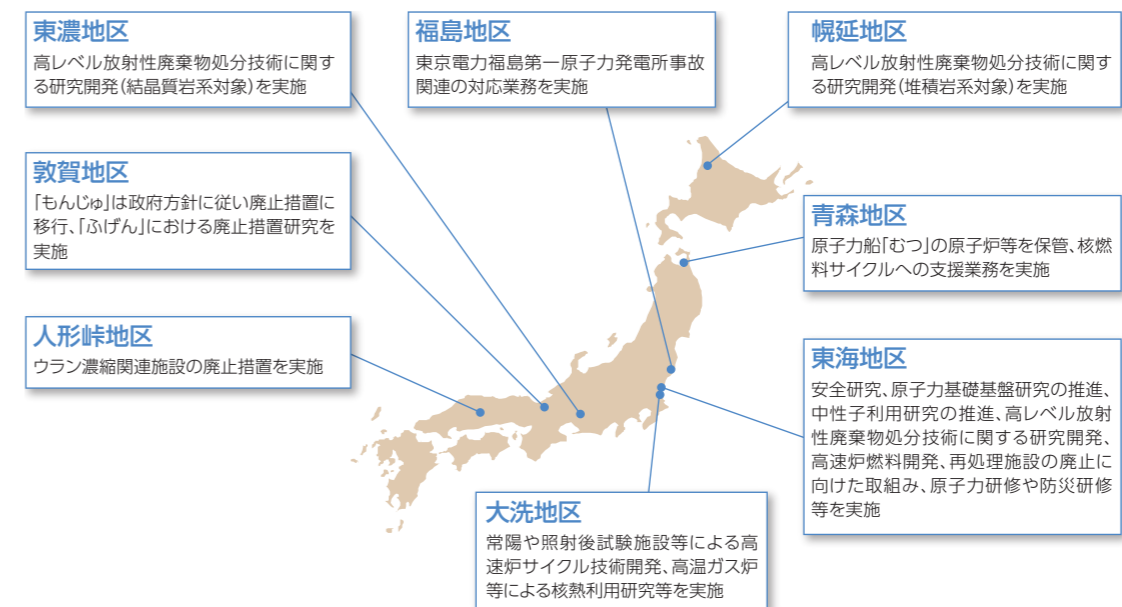 東濃地区
高レベル放射性廃棄物処分技術に関す
る研究開発(結晶質岩系対象)を実施
福島地区
東京電力福島第一原子力発電所事故
関連の対応業務を実施
幌延地区
高レベル放射性廃棄物処分技術に関す
る研究開発(堆積岩系対象)を実施
敦賀地区
「もんじゅ」は政府方針に従い廃止措置に
移行、「ふげん」における廃止措置研究を
実施
青森地区
原子力船「むつ」の原子炉等を保管、核燃
料サイクルへの支援業務を実施
人形峠地区
ウラン濃縮関連施設の廃止措置を実施
東海地区
安全研究、原子力基礎基盤研究の推進、
中性子利用研究の推進、高レベル放射
性廃棄物処分技術に関する研究開発、
高速炉燃料開発、再処理施設の廃止に
向けた取組み、原子力研修や防災研修
等を実施
大洗地区
常陽や照射後試験施設等による高
速炉サイクル技術開発、高温ガス炉
等による核熱利用研究等を実施